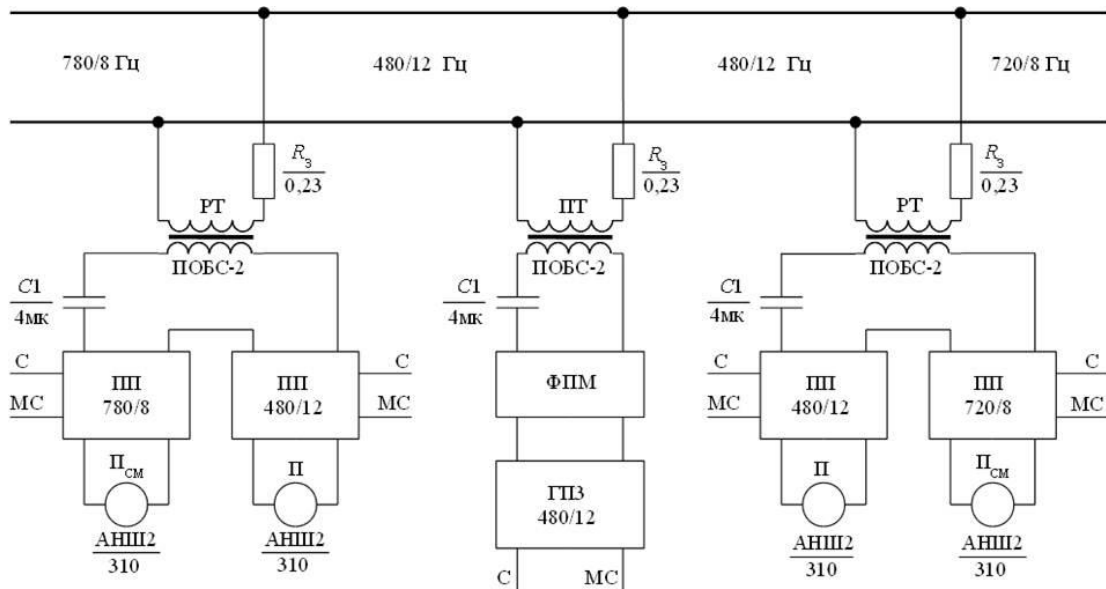 780/8 Гц
480/12 Гц
480/12 Гц
720/8 Гц
Rз
0,23
Rз
0,23
Rз
0,23
РТ
ПТ
РТ
ПОБС-2
ПОБС-2
ПОБС-2
C1
4мк
C1
4мк
C1
4мк
С
МС
ПП
780/8
ПП
480/12
С
МС
ФПМ
С
МС
ПП
480/12
ПП
720/8
С
МС
Псм
П
ГПЗ
480/12
П
Псм
АНШ2
310
АНШ2
310
АНШ2
310
АНШ2
310
С
МС